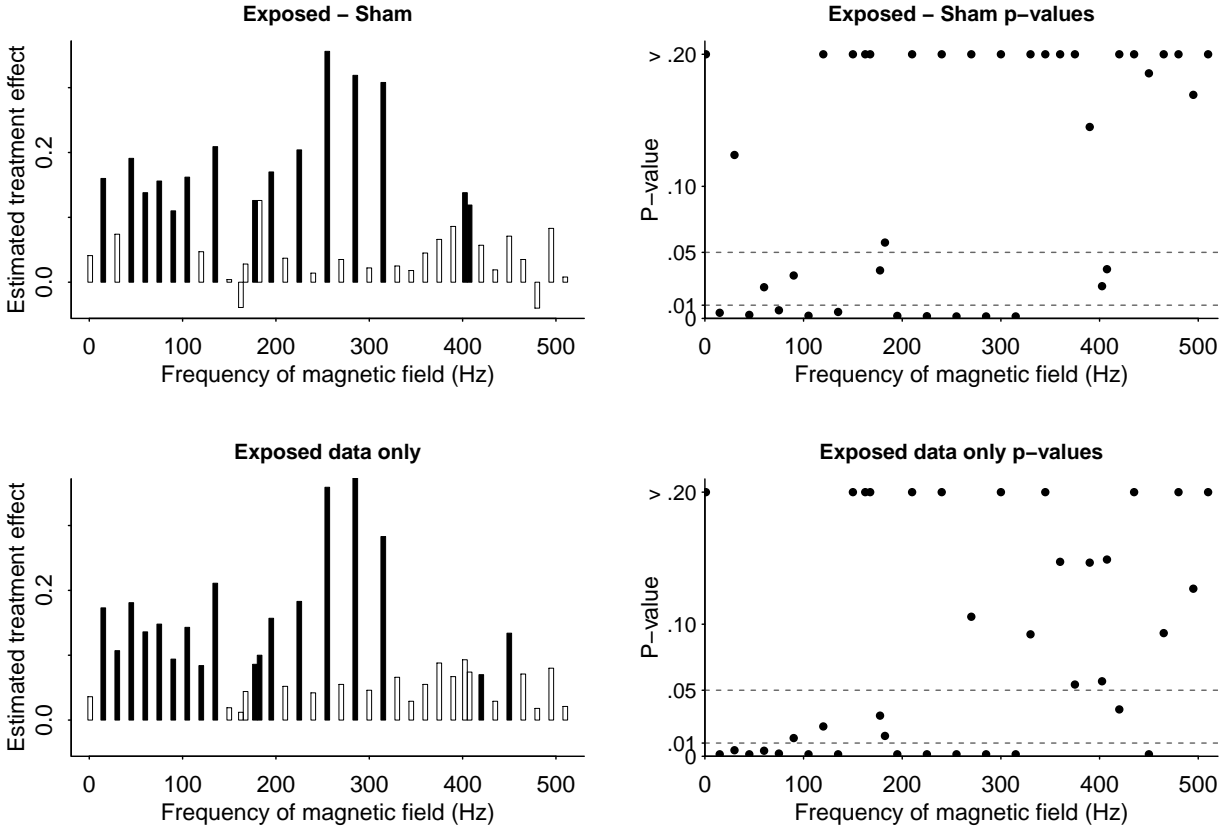 Exposed − Sham
Estimated treatment effect
0.0
0.2
0 100 200 300 400 500
Frequency of magnetic field (Hz)
Exposed − Sham p−values
P−value
v .20
.10
.05
.01
0
0 100 200 300 400 500
Frequency of magnetic field (Hz)
Exposed data only
Estimated treatment effect
0.0
0.2
0 100 200 300 400 500
Frequency of magnetic field (Hz)
Exposed data only p−values
P−value
v .20
.10
.05
.01
0
0 100 200 300 400 500
Frequency of magnetic field (Hz)